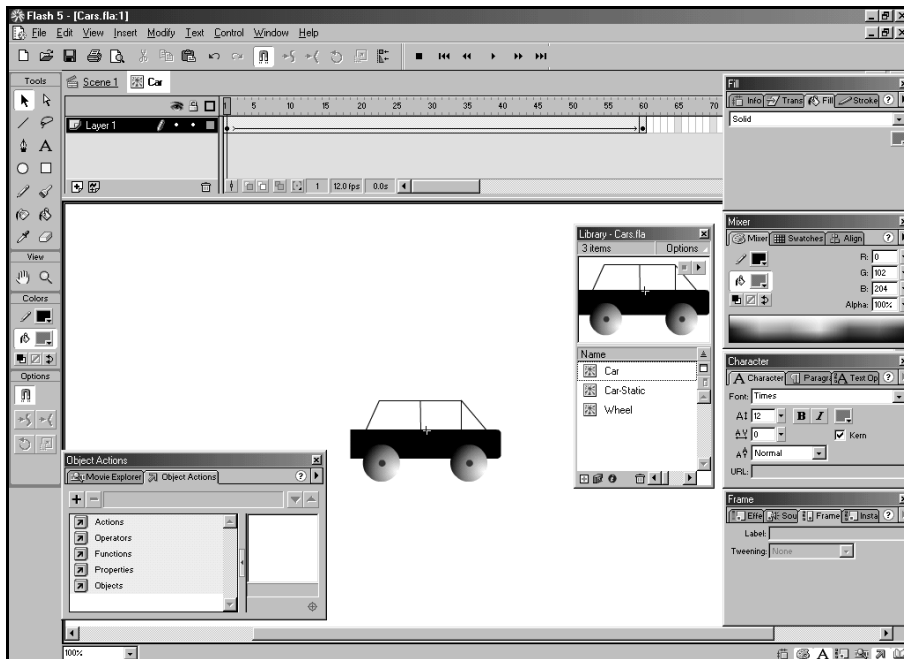 Flash 5 - [Cars.fla:1]
File Edit View Insert Modify Text Control Window Help
Tools
Scene 1 Car
1 5 10 15 20 25 30 35 40 45 50 55 60 65 70
Layer 1
1 12.0 fps 0.0s
View
Colors
Options
Fill
Info Trans Fill Stroke
Solid
Mixer
Mixer Swatches Align
R: 0
G: 102
B: 204
Alpha: 100%
Library - Cars.fla
3 items Options
Name
Car
Car-Static
Wheel
Character
Character Paragra Text Op
Font: Times
12 B I
0 Kern
Normal
URL:
Frame
Effe Sou Frame Insta
Label:
Tweening: None
Object Actions
Movie Explorer Object Actions
Actions
Operators
Functions
Properties
Objects
100%